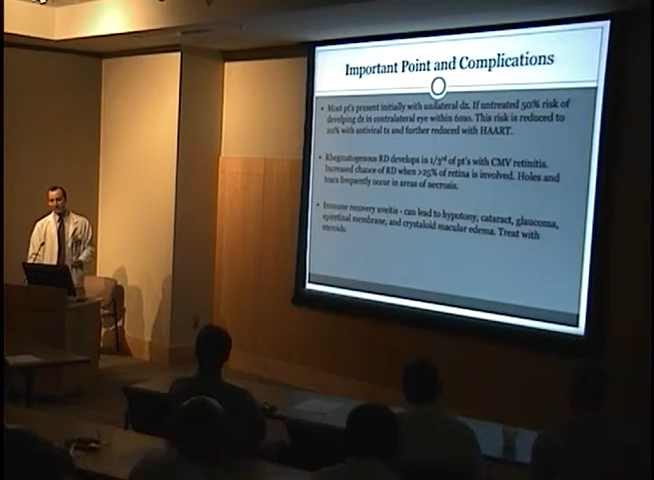 Important Point and Complications
• Most pt's present initially with unilateral dz. If untreated 50% risk of
develping dz in contralateral eye within 6mo. This risk is reduced to
20% with antiviral tx and further reduced with HAART.
• Rhegmatogenous RD develops in 1/3rd of pt's with CMV retinitis.
Increased chance of RD when >25% of retina is involved. Holes and
tears frequently occur in areas of necrosis.
• Immune recovery uveitis - can lead to hypotony, cataract, glaucoma,
epiretinal membrane, and crystaloid macular edema. Treat with
steroids.